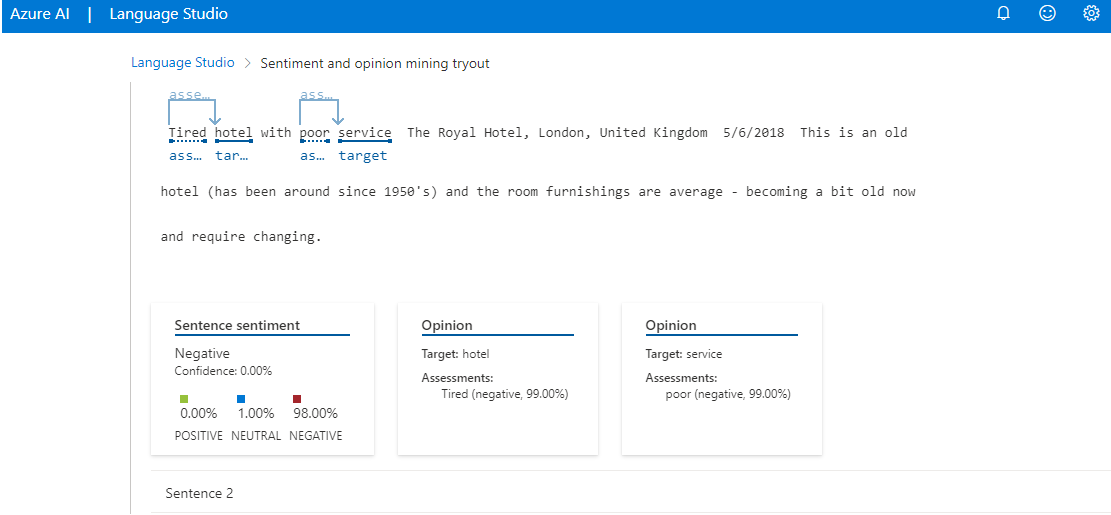 Azure AI | Language Studio
Language Studio > Sentiment and opinion mining tryout
asse... ass...
Tired hotel with poor service The Royal Hotel, London, United Kingdom 5/6/2018 This is an old
ass... tar... as... target
hotel (has been around since 1950's) and the room furnishings are average - becoming a bit old now
and require changing.
Sentence sentiment
Negative
Confidence: 0.00%
0.00% 1.00% 98.00%
POSITIVE NEUTRAL NEGATIVE
Opinion
Target: hotel
Assessments:
Tired (negative, 99.00%)
Opinion
Target: service
Assessments:
poor (negative, 99.00%)
Sentence 2